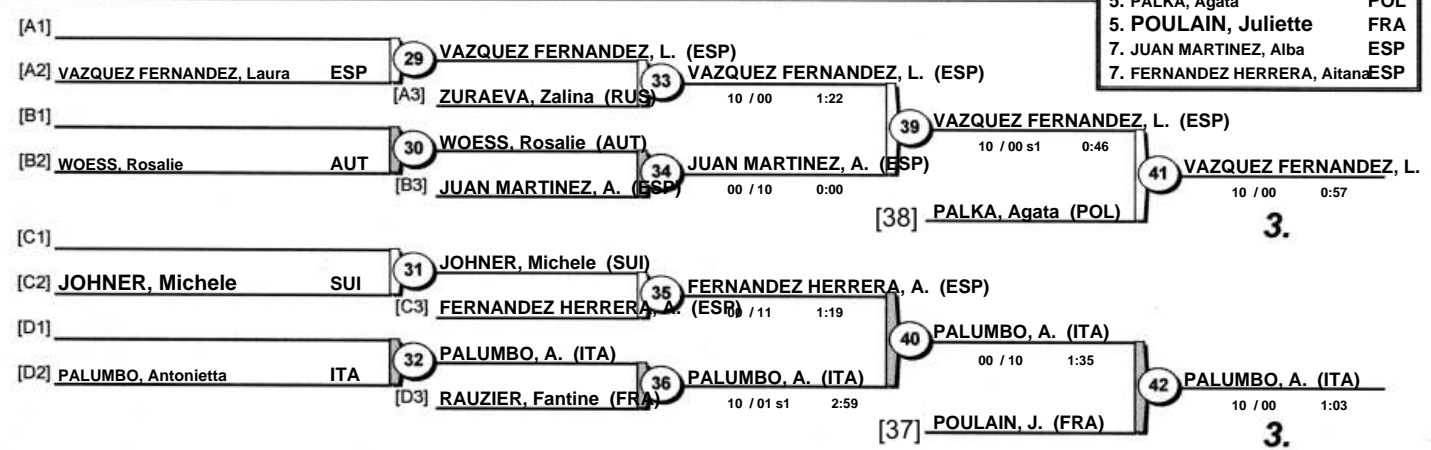 5. PALKA, Agata POL
5. POULAIN, Juliette FRA
7. JUAN MARTINEZ, Alba ESP
7. FERNANDEZ HERRERA, Aitana ESP
[A1]
29 VAZQUEZ FERNANDEZ, L. (ESP)
[A2] VAZQUEZ FERNANDEZ, Laura ESP
33 VAZQUEZ FERNANDEZ, L. (ESP)
[A3] ZURAEVA, Zalina (RUS)
10 / 00 1:22
[B1]
39 VAZQUEZ FERNANDEZ, L. (ESP)
30 WOESS, Rosalie (AUT)
10 / 00 s1 0:46
[B2] WOESS, Rosalie AUT
34 JUAN MARTINEZ, A. (ESP)
41 VAZQUEZ FERNANDEZ, L.
[B3] JUAN MARTINEZ, A. (ESP)
00 / 10 0:00
10 / 00 0:57
[38] PALKA, Agata (POL)
3.
[C1]
31 JOHNER, Michele (SUI)
[C2] JOHNER, Michele SUI
35 FERNANDEZ HERRERA, A. (ESP)
[C3] FERNANDEZ HERRERA, A. (ESP)
00 / 11 1:19
[D1]
40 PALUMBO, A. (ITA)
32 PALUMBO, A. (ITA)
00 / 10 1:35
[D2] PALUMBO, Antonietta ITA
36 PALUMBO, A. (ITA)
42 PALUMBO, A. (ITA)
[D3] RAUZIER, Fantine (FRA)
10 / 01 s1 2:59
10 / 00 1:03
[37] POULAIN, J. (FRA)
3.